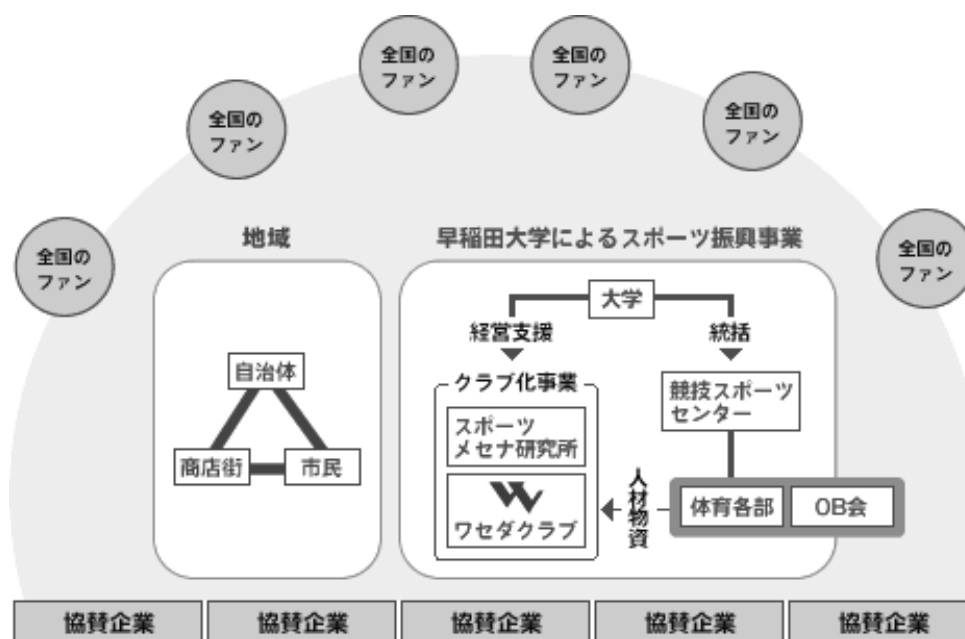 全国の
ファン
全国の
ファン
全国の
ファン
全国の
ファン
全国の
ファン
全国の
ファン
地域
早稲田大学によるスポーツ振興事業
自治体
商店街
市民
大学
経営支援
統括
クラブ化事業
スポーツ
メセナ研究所
ワセダクラブ
競技スポーツ
センター
人材物資
体育各部
OB会
協賛企業
協賛企業
協賛企業
協賛企業
協賛企業